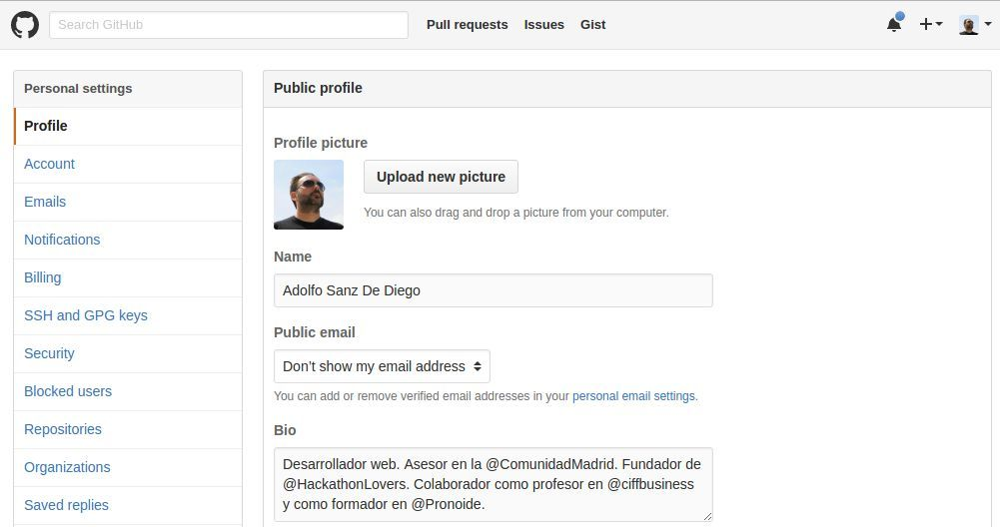 Search GitHub
Pull requests
Issues
Gist
Personal settings
Profile
Account
Emails
Notifications
Billing
SSH and GPG keys
Security
Blocked users
Repositories
Organizations
Saved replies
Public profile
Profile picture
Upload new picture
You can also drag and drop a picture from your computer.
Name
Adolfo Sanz De Diego
Public email
Don’t show my email address
You can add or remove verified email addresses in your personal email settings.
Bio
Desarrollador web. Asesor en la @ComunidadMadrid. Fundador de
@HackathonLovers. Colaborador como profesor en @ciffbusiness
y como formador en @Pronoide.